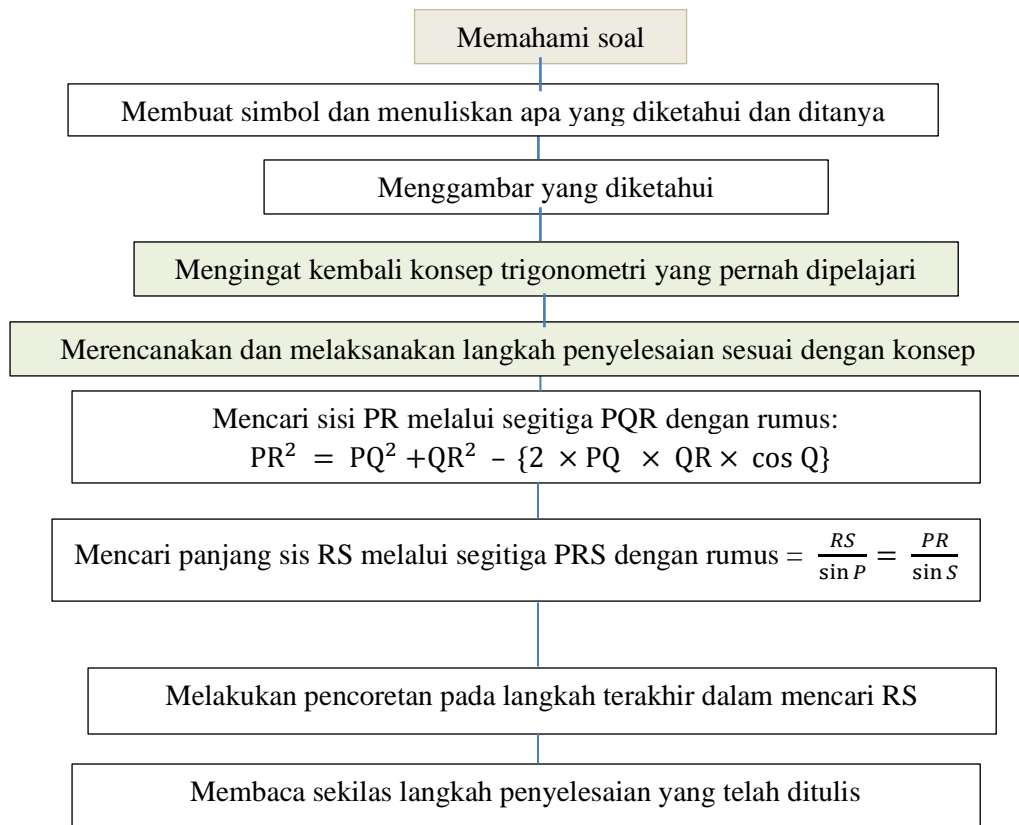 Memahami soal
Membuat simbol dan menuliskan apa yang diketahui dan ditanya
Menggambar yang diketahui
Mengingat kembali konsep trigonometri yang pernah dipelajari
Merencanakan dan melaksanakan langkah penyelesaian sesuai dengan konsep
Mencari sisi PR melalui segitiga PQR dengan rumus:
PR² = PQ² +QR² – {2 × PQ × QR × cos Q}
Mencari panjang sis RS melalui segitiga PRS dengan rumus = RS/sin P = PR/sin S
Melakukan pencoretan pada langkah terakhir dalam mencari RS
Membaca sekilas langkah penyelesaian yang telah ditulis